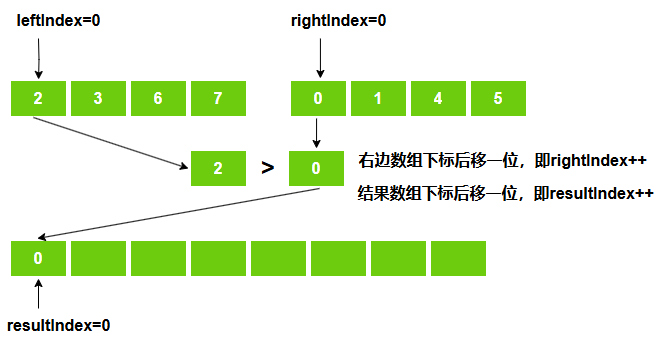 leftIndex=0 rightIndex=0
2 3 6 7 0 1 4 5
2 > 0 右边数组下标后移一位，即rightIndex++
结果数组下标后移一位，即resultIndex++
0
resultIndex=0